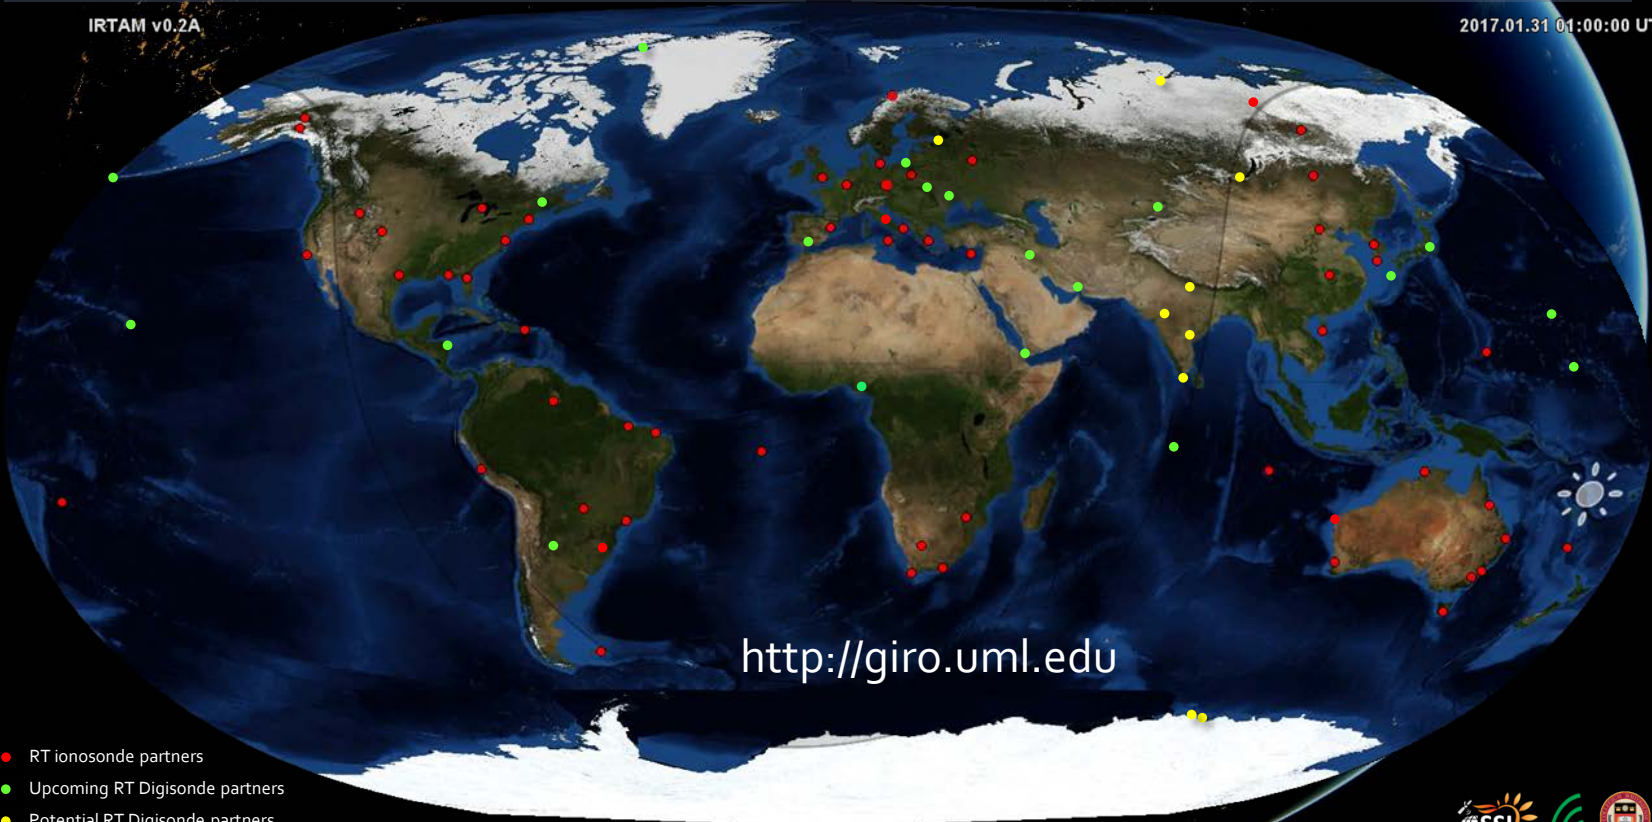 IRTAM v0.2A
2017.01.31 01:00:00 UT
http://giro.uml.edu
RT ionosonde partners
Upcoming RT Digisonde partners
Potential RT Digisonde partners
SSI